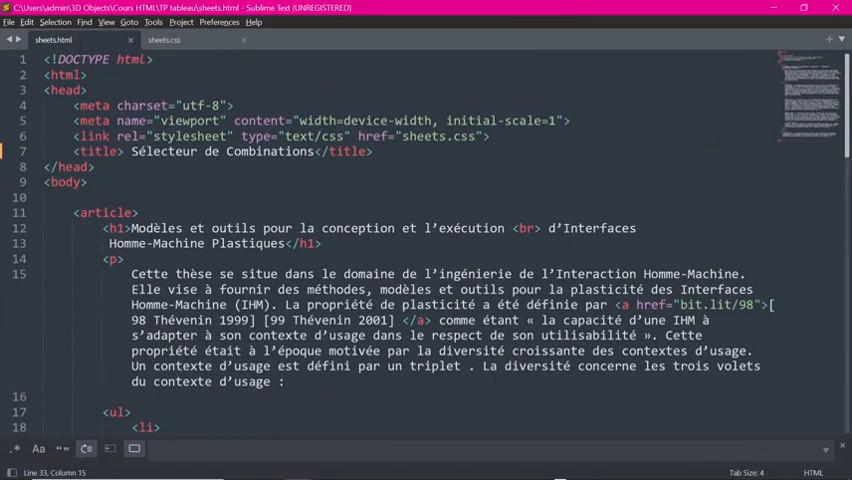 C:\Users\admin\3D Objects\Cours HTML\TP tableau\sheets.html - Sublime Text (UNREGISTERED)
File Edit Selection Find View Goto Tools Project Preferences Help
sheets.html × sheets.css ×
1 <!DOCTYPE html>
2 <html>
3 <head>
4 <meta charset="utf-8">
5 <meta name="viewport" content="width=device-width, initial-scale=1">
6 <link rel="stylesheet" type="text/css" href="sheets.css">
7 <title> Sélecteur de Combinations</title>
8 </head>
9 <body>
10
11 <article>
12 <h1>Modèles et outils pour la conception et l’exécution <br> d’Interfaces
13 Homme-Machine Plastiques</h1>
14 <p>
15 Cette thèse se situe dans le domaine de l’ingénierie de l’Interaction Homme-Machine.
Elle vise à fournir des méthodes, modèles et outils pour la plasticité des Interfaces
Homme-Machine (IHM). La propriété de plasticité a été définie par <a href="bit.lit/98">[
98 Thévenin 1999] [99 Thévenin 2001] </a> comme étant « la capacité d’une IHM à
s’adapter à son contexte d’usage dans le respect de son utilisabilité ». Cette
propriété était à l’époque motivée par la diversité croissante des contextes d’usage.
Un contexte d’usage est défini par un triplet . La diversité concerne les trois volets
du contexte d’usage :
16
17 <ul>
18 <li>
.* Aa “”
Line 33, Column 15 Tab Size: 4 HTML